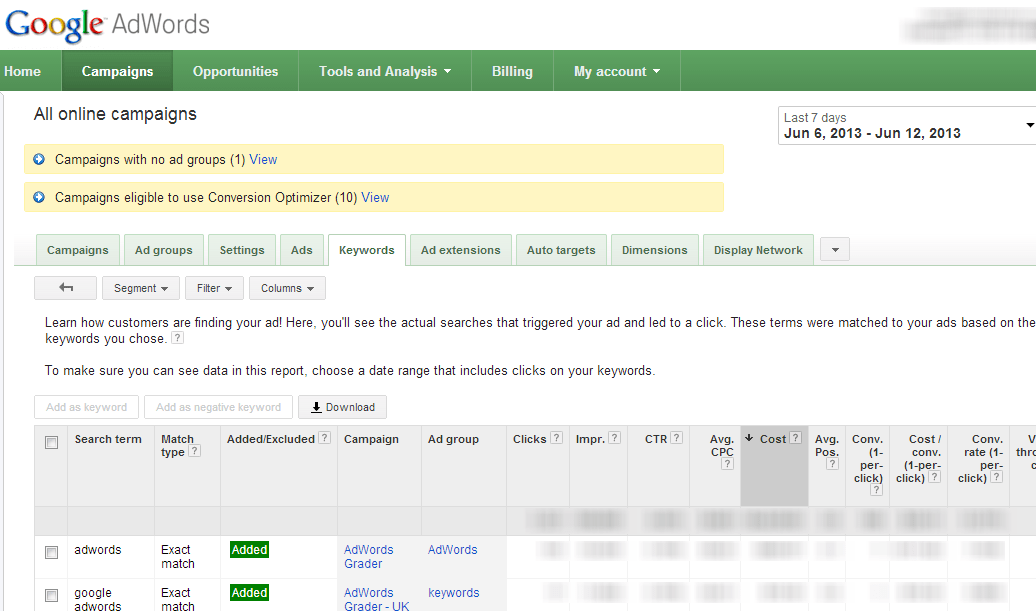 Google AdWords
Home Campaigns Opportunities Tools and Analysis Billing My account
All online campaigns
Last 7 days
Jun 6, 2013 - Jun 12, 2013
Campaigns with no ad groups (1) View
Campaigns eligible to use Conversion Optimizer (10) View
Campaigns Ad groups Settings Ads Keywords Ad extensions Auto targets Dimensions Display Network
Segment Filter Columns
Learn how customers are finding your ad! Here, you'll see the actual searches that triggered your ad and led to a click. These terms were matched to your ads based on the
keywords you chose. ?
To make sure you can see data in this report, choose a date range that includes clicks on your keywords.
Add as keyword Add as negative keyword Download
Search term
Match
type ?
Added/Excluded ?
Campaign
Ad group
Clicks ?
Impr. ?
CTR ?
Avg.
CPC
?
Cost ?
Avg.
Pos.
?
Conv.
(1-
per-
click)
?
Cost /
conv.
(1-per-
click) ?
Conv.
rate (1-
per-
click) ?
adwords
Exact
match
Added
AdWords
Grader
AdWords
google
adwords
Exact
match
Added
AdWords
Grader - UK
keywords